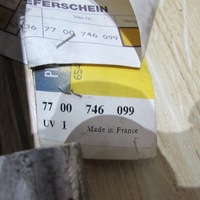 FERSCHEIN
36 77 00 746 099
77 00 746 099
UV 1 Made in France